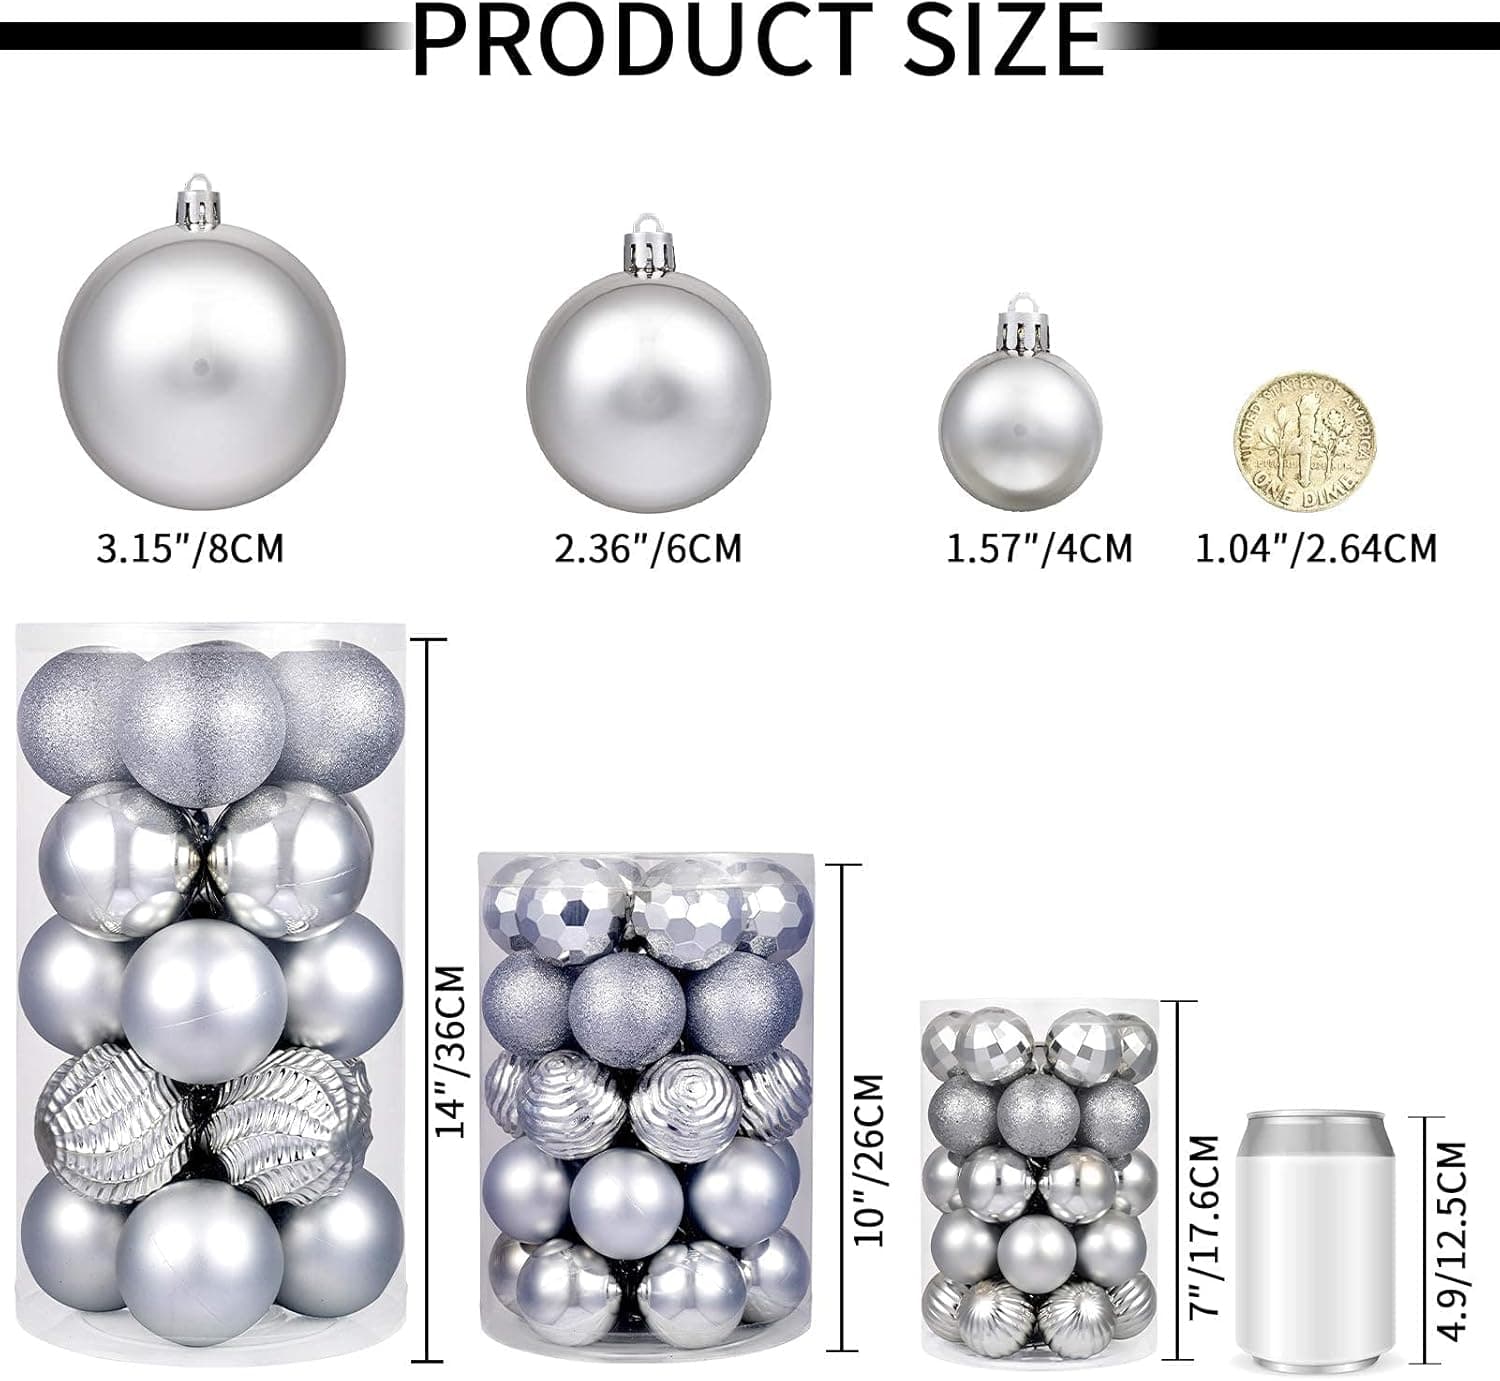 PRODUCT SIZE
3.15"/8CM
2.36"/6CM
1.57"/4CM
1.04"/2.64CM
UNITED STATES OF AMERICA
ONE DIME
14"/36CM
10"/26CM
7"/17.6CM
4.9/12.5CM